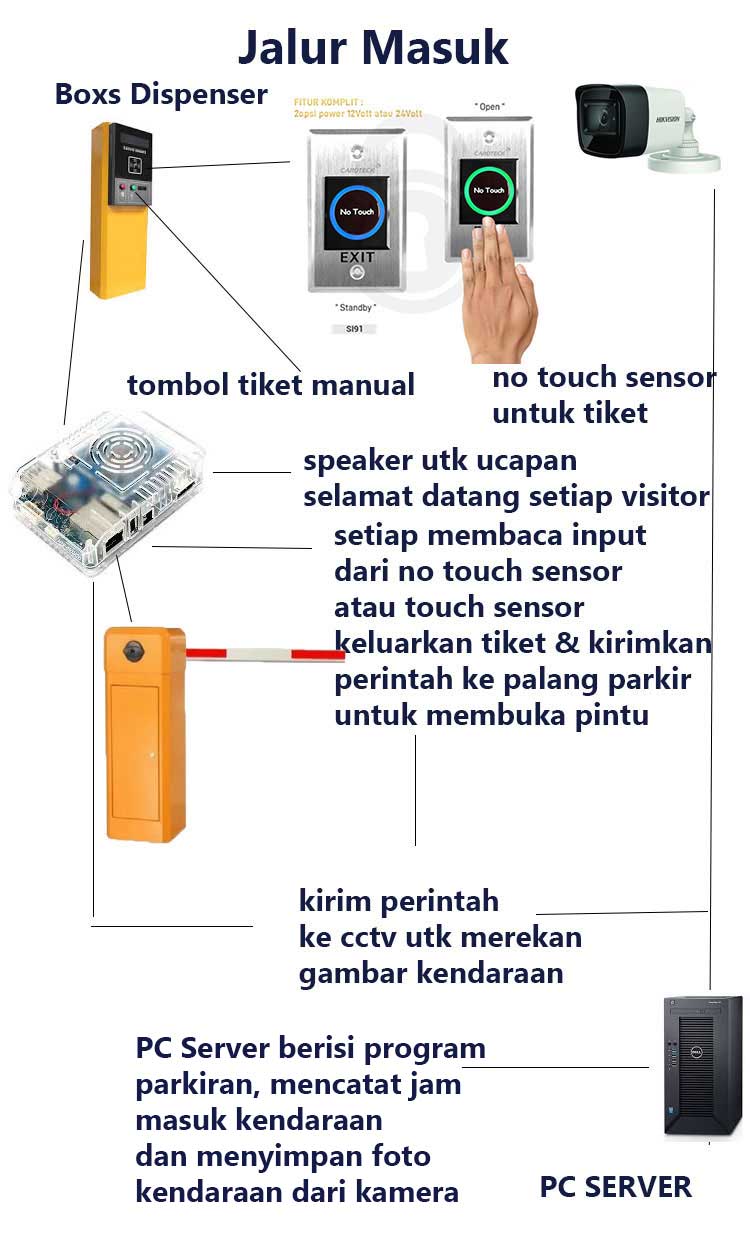 Jalur Masuk
Boxs Dispenser
FITUR KOMPLIT :
2opsi power 12Volt atau 24Volt
" Open "
HIKVISION
CARDTECK
No Touch
EXIT
CARDTECK
No Touch
" Standby "
SI91
tombol tiket manual
no touch sensor
untuk tiket
speaker utk ucapan
selamat datang setiap visitor
setiap membaca input
dari no touch sensor
atau touch sensor
keluarkan tiket & kirimkan
perintah ke palang parkir
untuk membuka pintu
kirim perintah
ke cctv utk merekan
gambar kendaraan
PC Server berisi program
parkiran, mencatat jam
masuk kendaraan
dan menyimpan foto
kendaraan dari kamera
DELL
PC SERVER